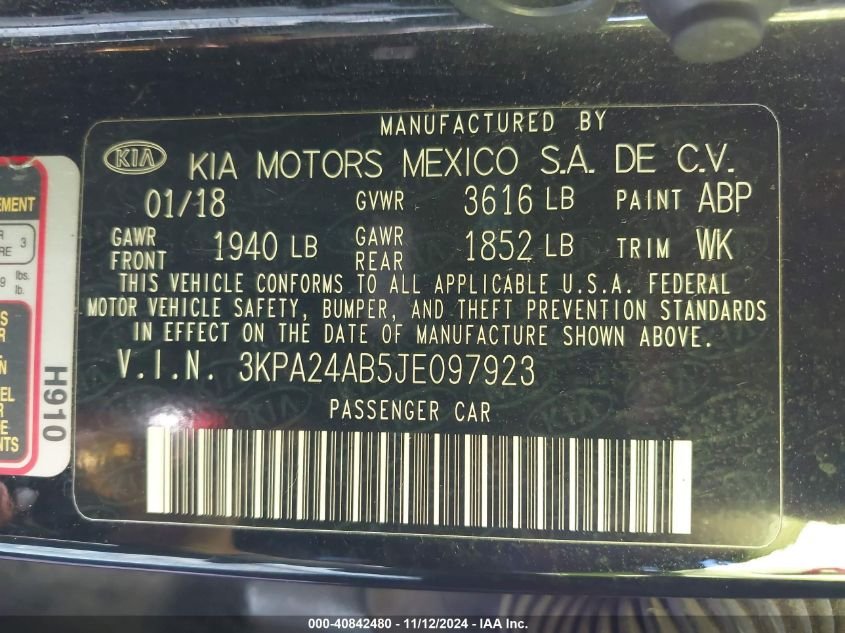 MANUFACTURED BY
KIA KIA MOTORS MEXICO S.A. DE C.V.
01/18 GVWR 3616 LB PAINT ABP
GAWR FRONT 1940 LB GAWR REAR 1852 LB TRIM WK
THIS VEHICLE CONFORMS TO ALL APPLICABLE U.S.A. FEDERAL
MOTOR VEHICLE SAFETY, BUMPER, AND THEFT PREVENTION STANDARDS
IN EFFECT ON THE DATE OF MANUFACTURE SHOWN ABOVE.
V.I.N. 3KPA24AB5JE097923
PASSENGER CAR
H910
3
lbs.
lb.
000-40842480 - 11/12/2024 - IAA Inc.